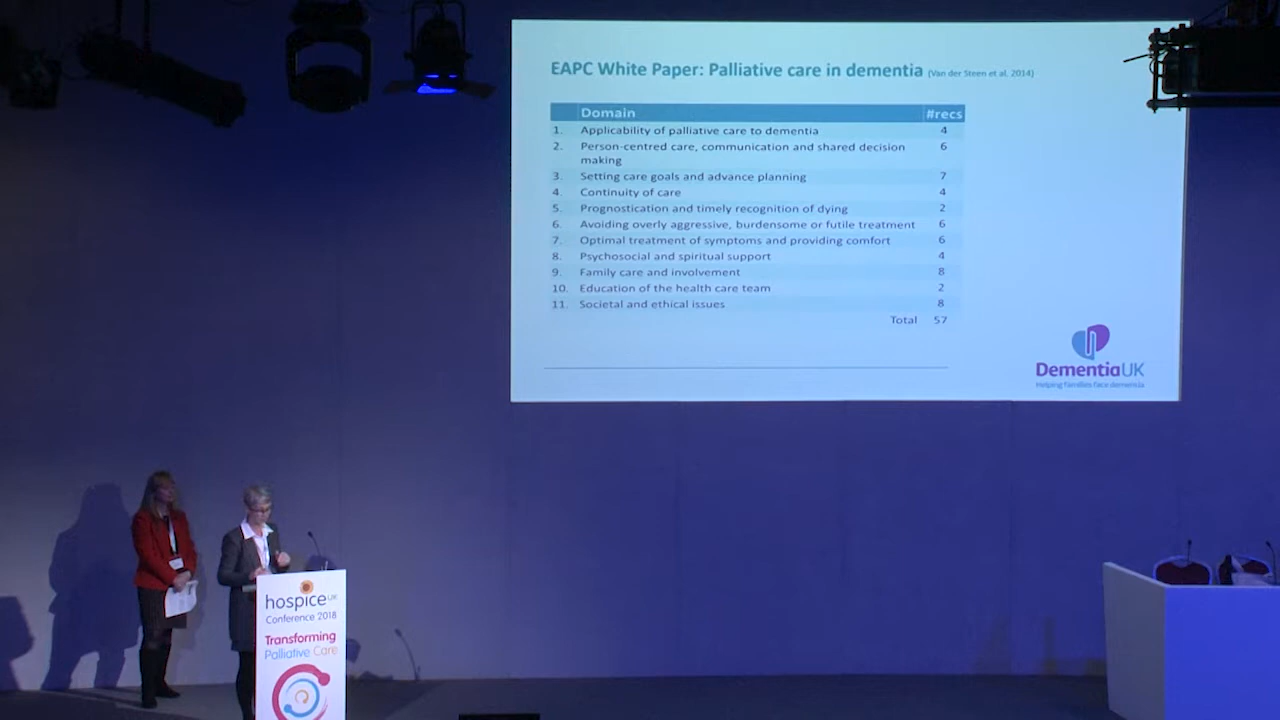 EAPC White Paper: Palliative care in dementia (Van der Steen et al. 2014)
Domain #recs
1. Applicability of palliative care to dementia 4
2. Person-centred care, communication and shared decision 6
making
3. Setting care goals and advance planning 7
4. Continuity of care 4
5. Prognostication and timely recognition of dying 2
6. Avoiding overly aggressive, burdensome or futile treatment 6
7. Optimal treatment of symptoms and providing comfort 6
8. Psychosocial and spiritual support 4
9. Family care and involvement 8
10. Education of the health care team 2
11. Societal and ethical issues 8
Total 57
DementiaUK
Helping families face dementia
hospice UK
Conference 2018
Transforming
Palliative Care